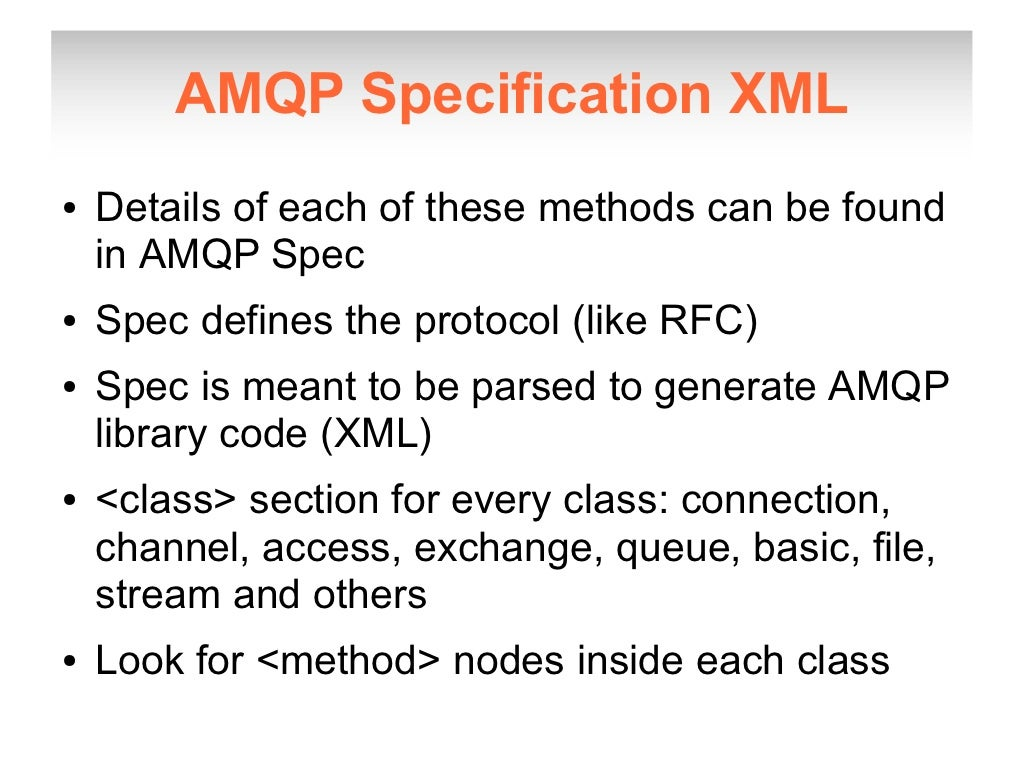 AMQP Specification XML
● Details of each of these methods can be found
in AMQP Spec
● Spec defines the protocol (like RFC)
● Spec is meant to be parsed to generate AMQP
library code (XML)
● <class> section for every class: connection,
channel, access, exchange, queue, basic, file,
stream and others
● Look for <method> nodes inside each class